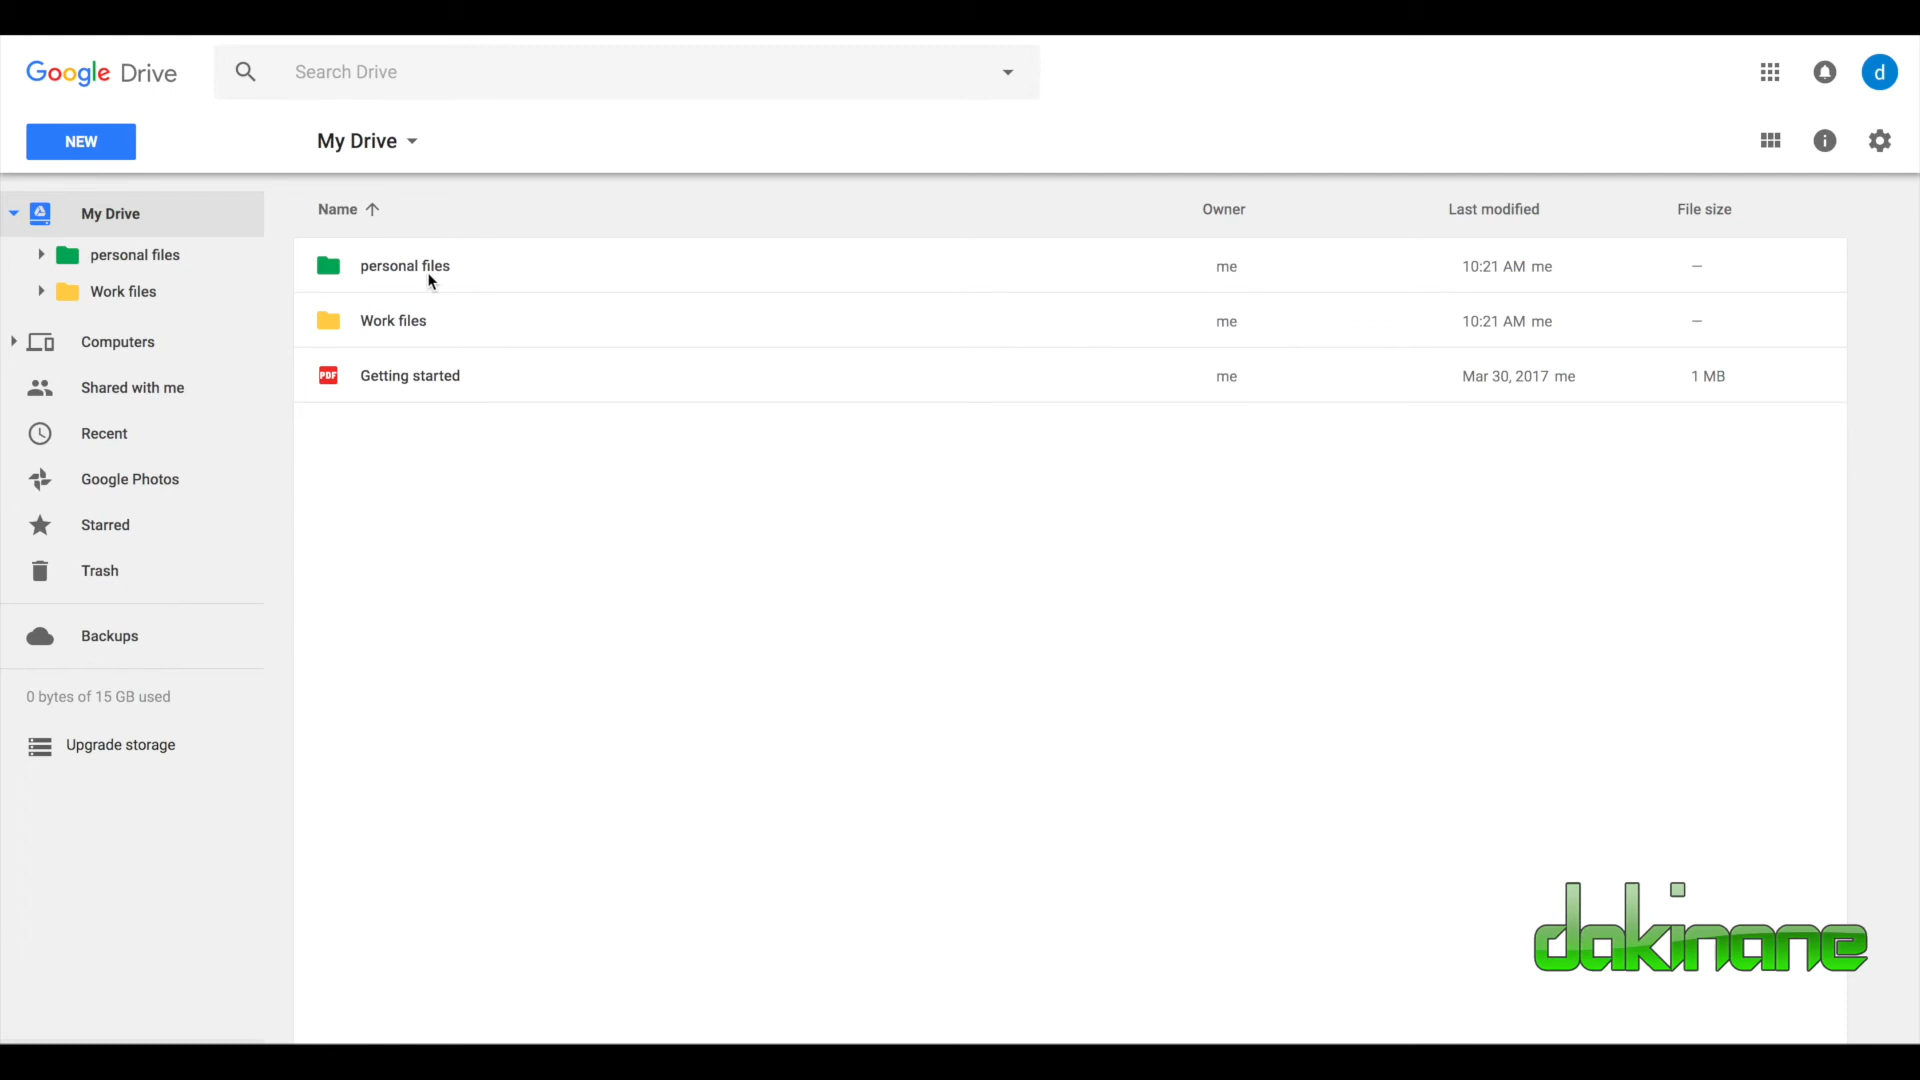 Google Drive
Search Drive
d
NEW
My Drive
My Drive
personal files
Work files
Computers
Shared with me
Recent
Google Photos
Starred
Trash
Backups
0 bytes of 15 GB used
Upgrade storage
Name Owner Last modified File size
personal files me 10:21 AM me –
Work files me 10:21 AM me –
PDF Getting started me Mar 30, 2017 me 1 MB
dakinane